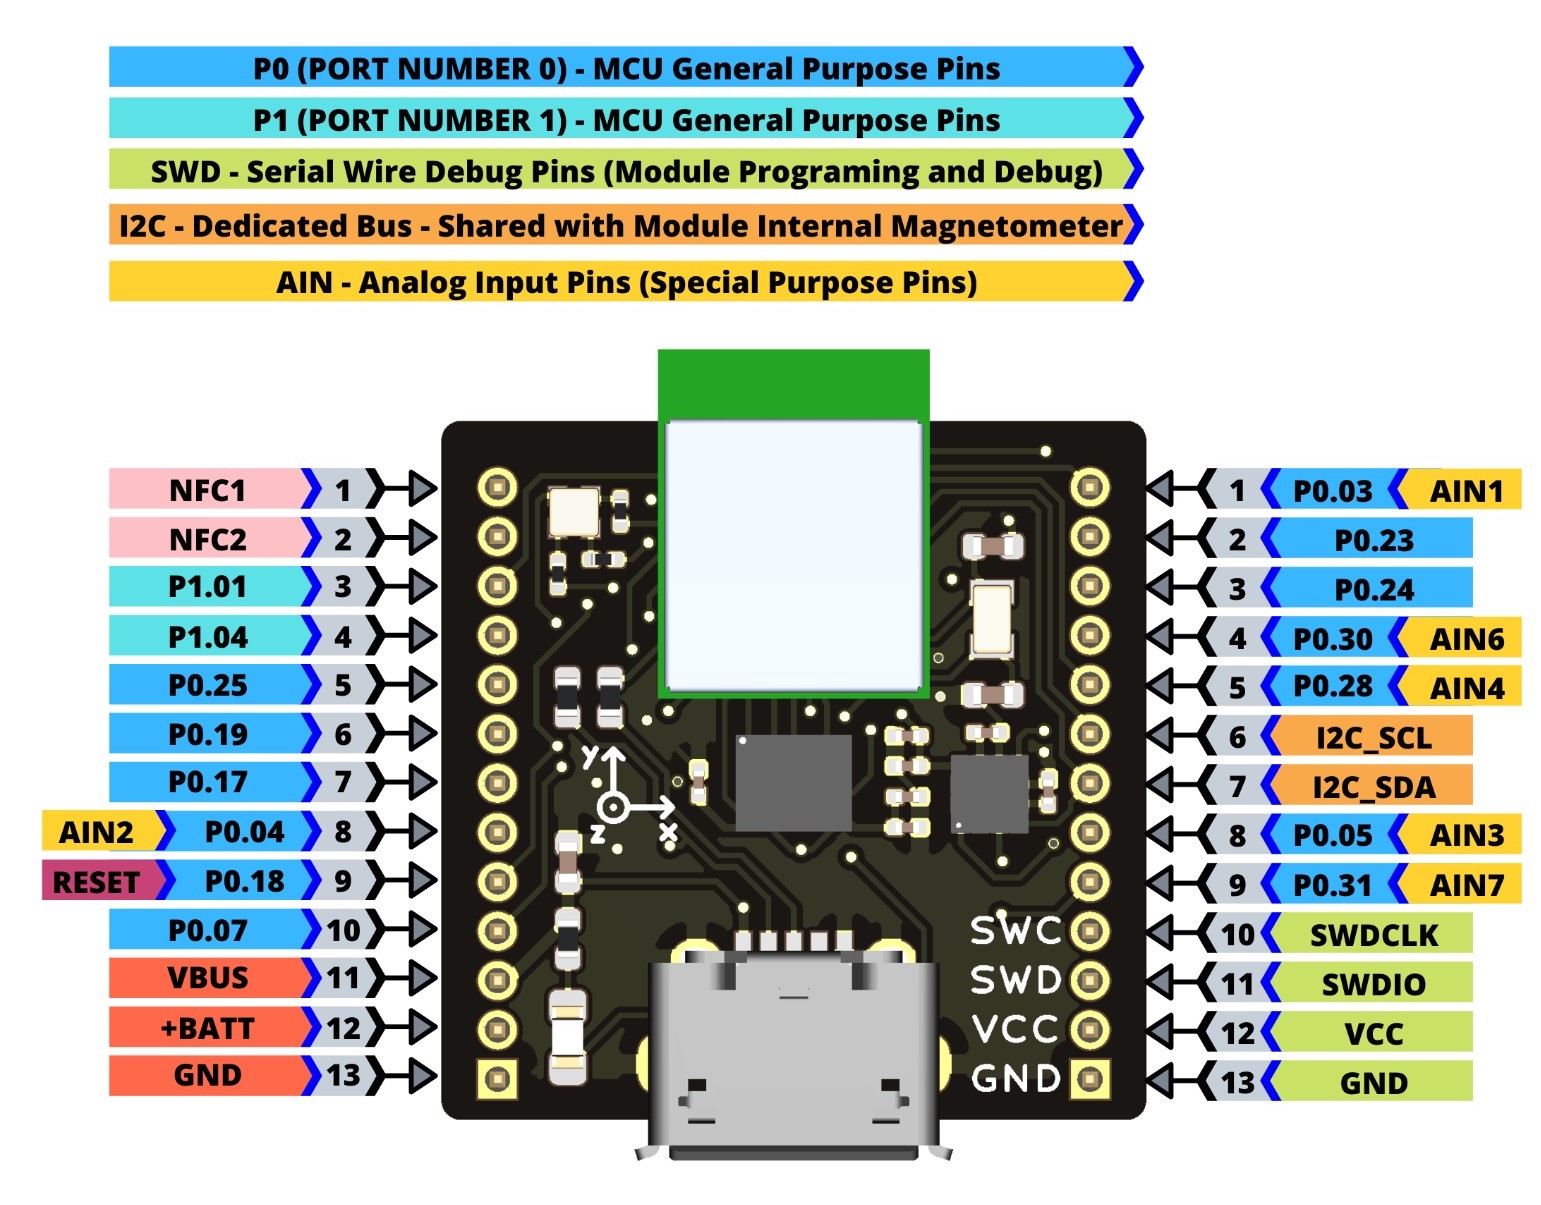 P0 (PORT NUMBER 0) - MCU General Purpose Pins
P1 (PORT NUMBER 1) - MCU General Purpose Pins
SWD - Serial Wire Debug Pins (Module Programing and Debug)
I2C - Dedicated Bus - Shared with Module Internal Magnetometer
AIN - Analog Input Pins (Special Purpose Pins)
NFC1 1
NFC2 2
P1.01 3
P1.04 4
P0.25 5
P0.19 6
P0.17 7
AIN2 P0.04 8
RESET P0.18 9
P0.07 10
VBUS 11
+BATT 12
GND 13
Y
Z X
SWC
SWD
VCC
GND
1 P0.03 AIN1
2 P0.23
3 P0.24
4 P0.30 AIN6
5 P0.28 AIN4
6 I2C_SCL
7 I2C_SDA
8 P0.05 AIN3
9 P0.31 AIN7
10 SWDCLK
11 SWDIO
12 VCC
13 GND